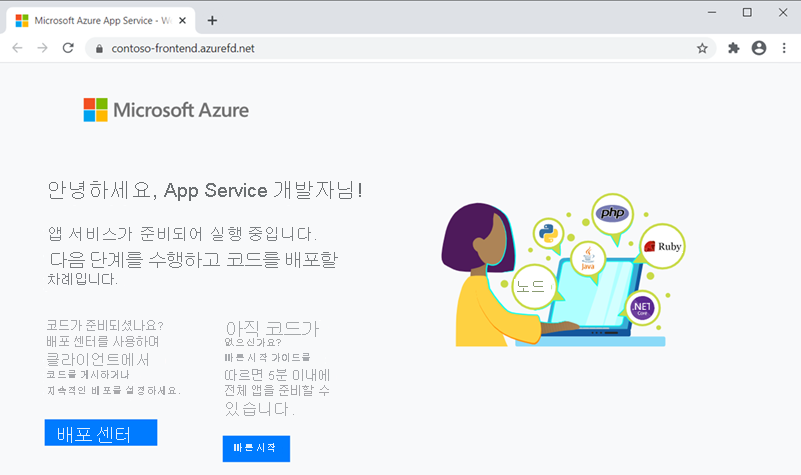 Microsoft Azure App Service - We
contoso-frontend.azurefd.net
Microsoft Azure
안녕하세요, App Service 개발자님!
앱 서비스가 준비되어 실행 중입니다.
다음 단계를 수행하고 코드를 배포할
차례입니다.
코드가 준비되셨나요?
배포 센터를 사용하여
클라이언트에서
코드를 게시하거나
지속적인 배포를 설정하세요.
배포 센터
아직 코드가
없으신가요?
빠른 시작 가이드를
따르면 5분 이내에
전체 앱을 준비할 수
있습니다.
빠른 시작
php
Ruby
Java
노드
.NET
Core